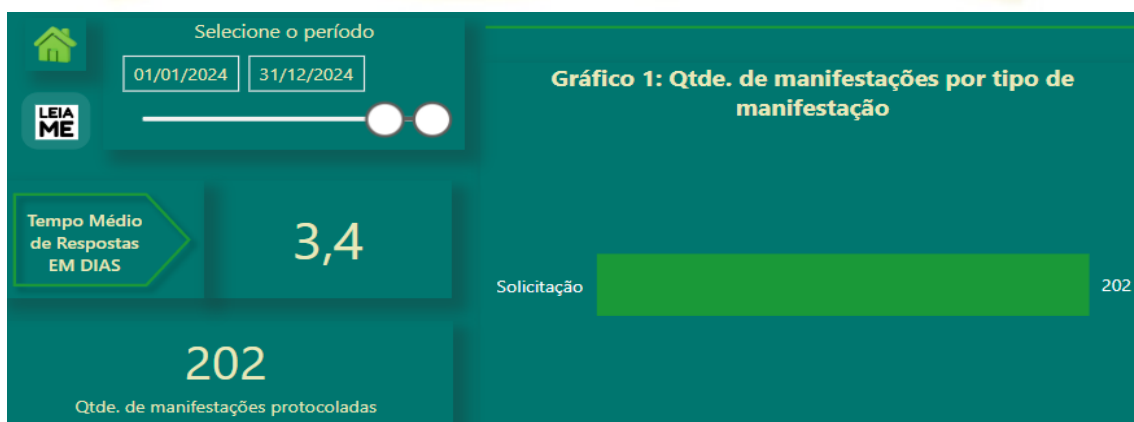 Selecione o período
01/01/2024 31/12/2024
LEIA
ME
Tempo Médio
de Respostas
EM DIAS
3,4
202
Qtde. de manifestações protocoladas
Gráfico 1: Qtde. de manifestações por tipo de
manifestação
Solicitação 202